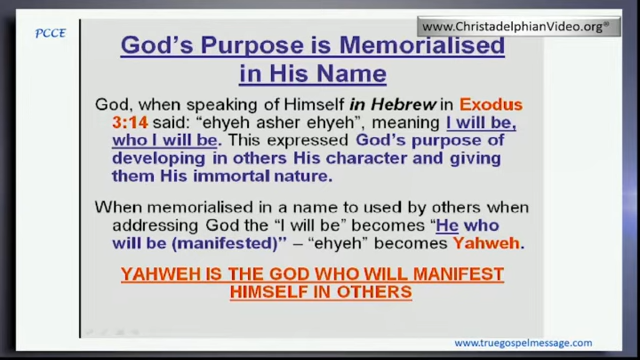 PCCE
www.ChristadelphianVideo.org®
God's Purpose is Memorialised
in His Name
God, when speaking of Himself in Hebrew in Exodus
3:14 said: "ehyeh asher ehyeh", meaning I will be,
who I will be. This expressed God's purpose of
developing in others His character and giving
them His immortal nature.
When memorialised in a name to used by others when
addressing God the "I will be" becomes "He who
will be (manifested)" – "ehyeh" becomes Yahweh.
YAHWEH IS THE GOD WHO WILL MANIFEST
HIMSELF IN OTHERS
www.truegospelmessage.com